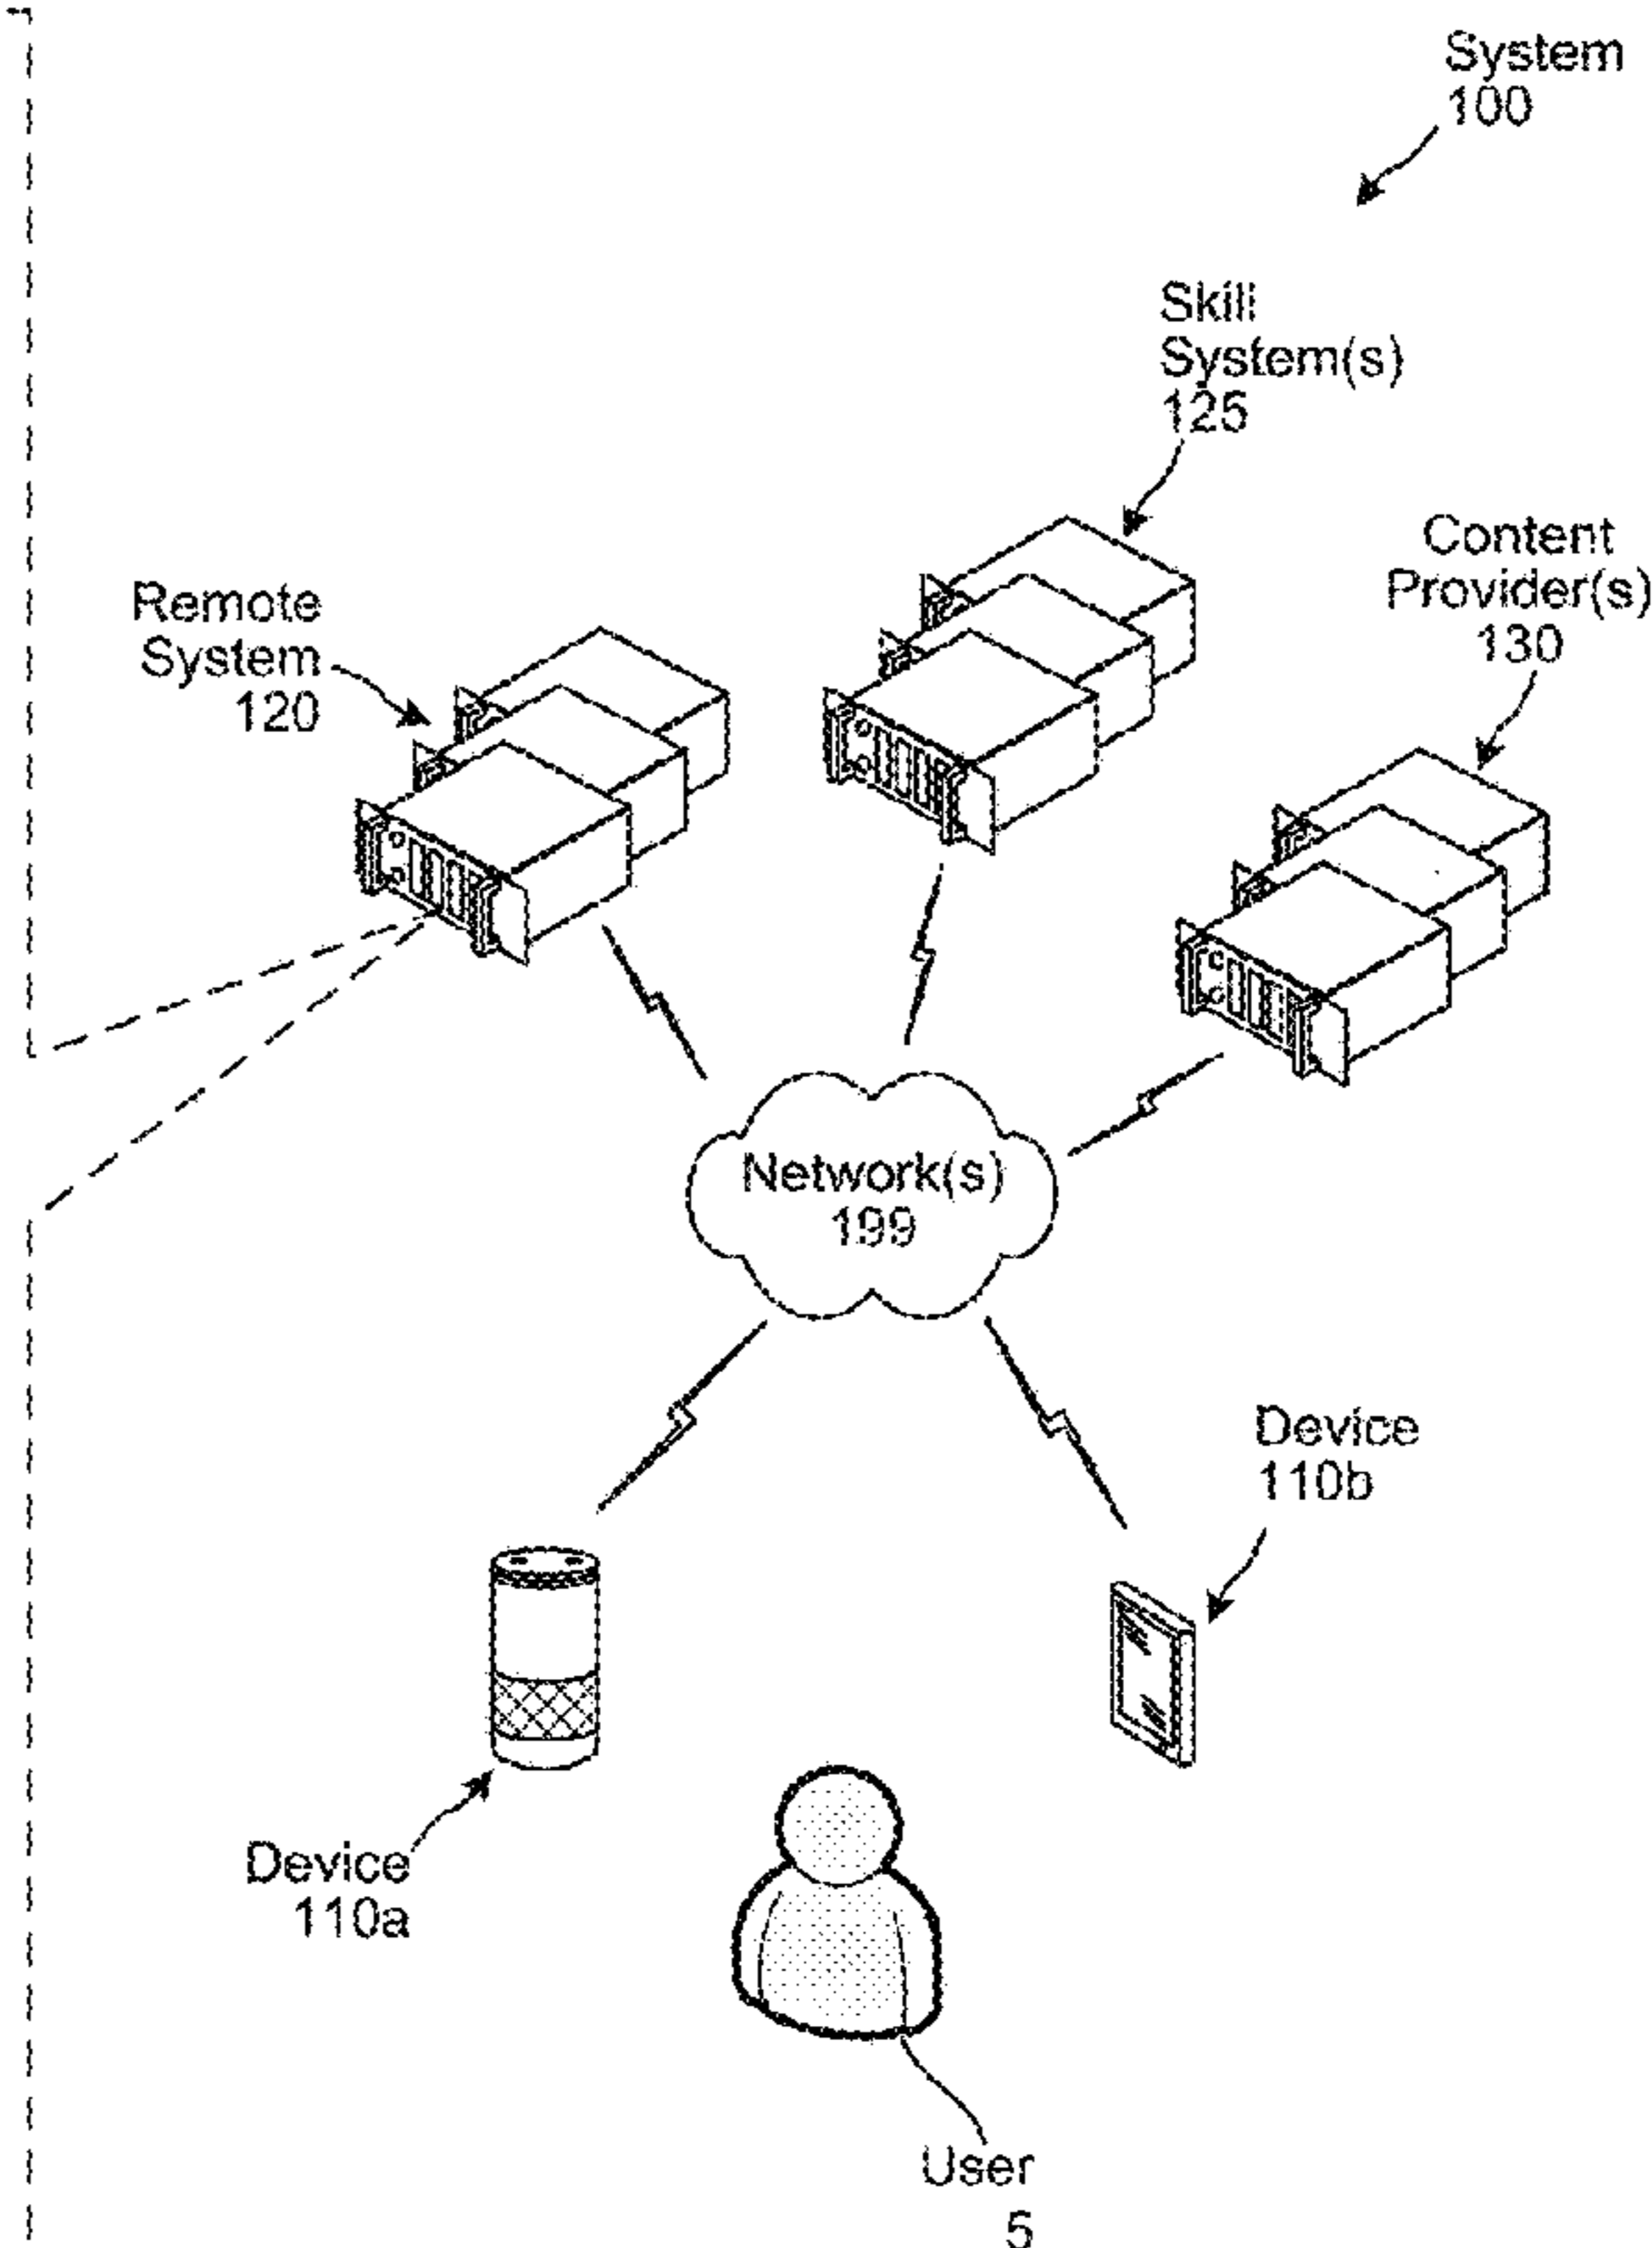 System
100
Skill
System(s)
125
Content
Provider(s)
130
Remote
System
120
Network(s)
199
Device
110b
Device
110a
User
5